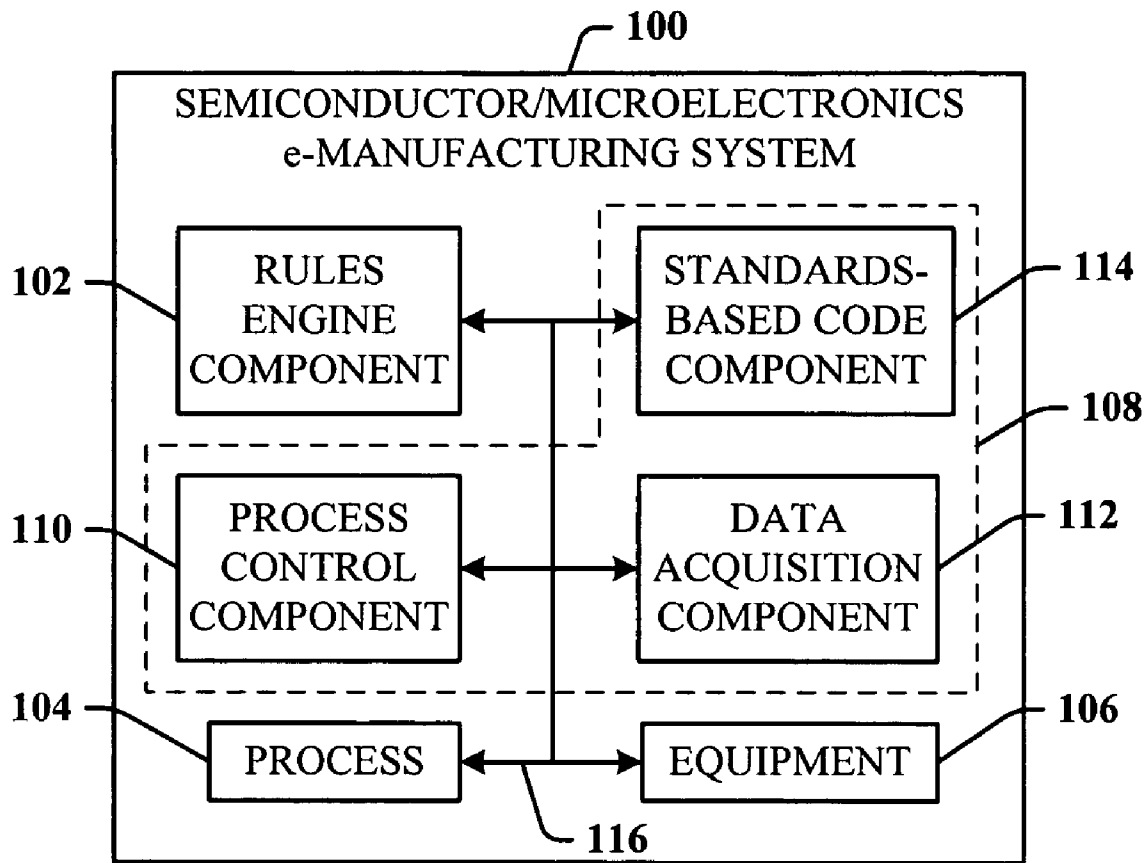 100
SEMICONDUCTOR/MICROELECTRONICS
e-MANUFACTURING SYSTEM
102
RULES
ENGINE
COMPONENT
STANDARDS-
BASED CODE
COMPONENT
114
108
110
PROCESS
CONTROL
COMPONENT
DATA
ACQUISITION
COMPONENT
112
104
PROCESS
EQUIPMENT
106
116